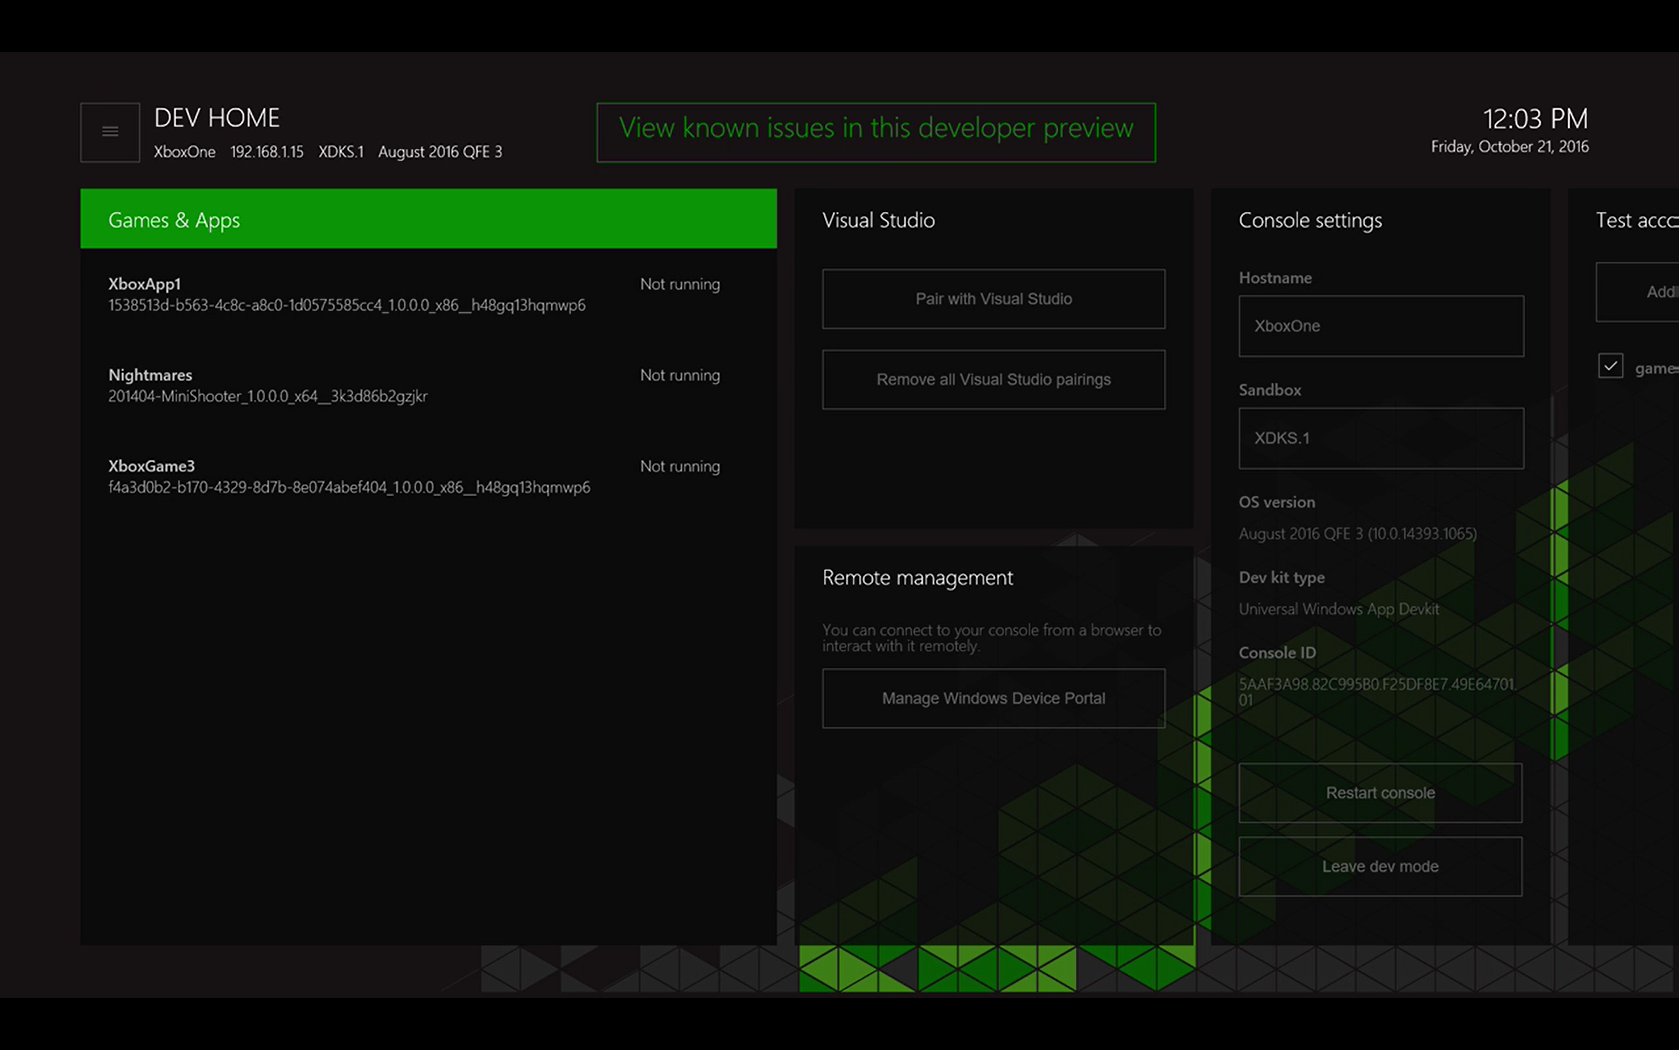 DEV HOME
XboxOne 192.168.1.15 XDKS.1 August 2016 QFE 3
View known issues in this developer preview
12:03 PM
Friday, October 21, 2016
Games & Apps
XboxApp1 Not running
1538513d-b563-4c8c-a8c0-1d0575585cc4_1.0.0.0_x86__h48gq13hqmwp6
Nightmares Not running
201404-MiniShooter_1.0.0.0_x64__3k3d86b2gzjkr
XboxGame3 Not running
f4a3d0b2-b170-4329-8d7b-8e074abef404_1.0.0.0_x86__h48gq13hqmwp6
Visual Studio
Pair with Visual Studio
Remove all Visual Studio pairings
Remote management
You can connect to your console from a browser to
interact with it remotely.
Manage Windows Device Portal
Console settings
Hostname
XboxOne
Sandbox
XDKS.1
OS version
August 2016 QFE 3 (10.0.14393.1065)
Dev kit type
Universal Windows App Devkit
Console ID
5AAF3A98.82C995B0.F25DF8E7.49E64701.
01
Restart console
Leave dev mode
Test acco
Add
game